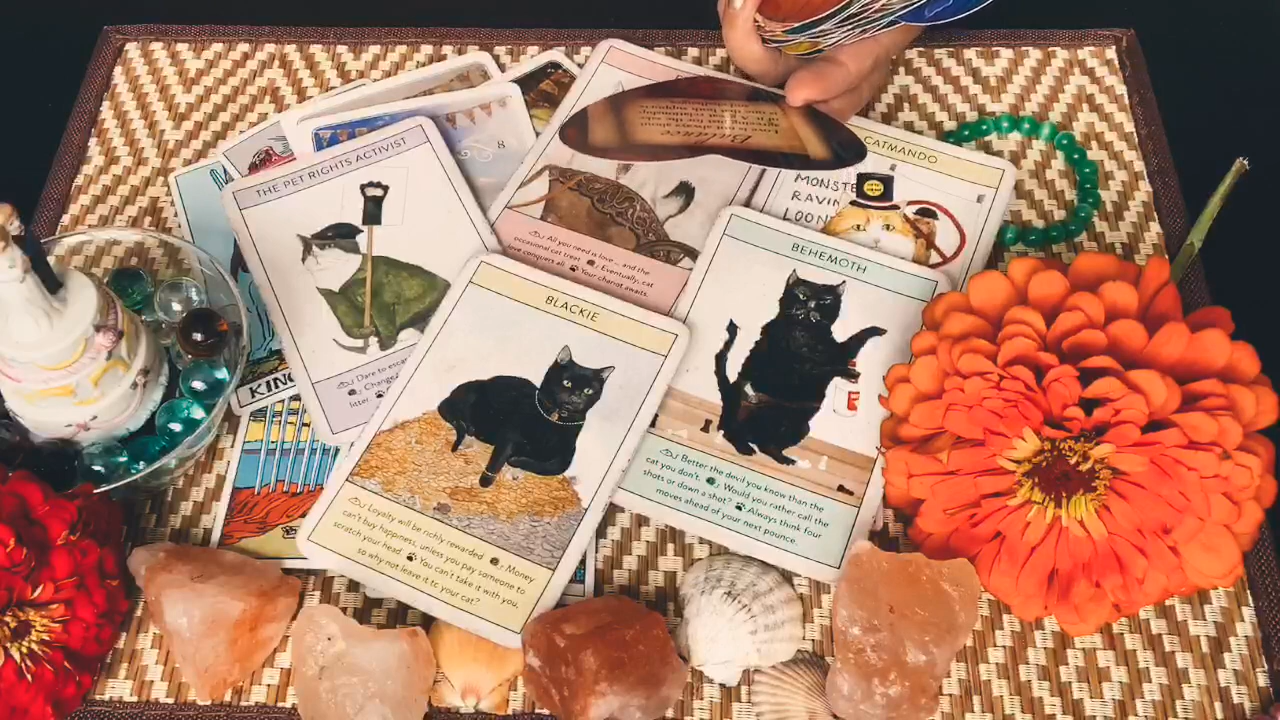 THE PET RIGHTS ACTIVIST
Dare to escape
Change
litter.
8
KING
Balance
All you need is love... and the
occasional cat treat. Eventually, cat
love conquers all. Your chariot awaits.
CATMANDO
MONSTER
RAVING
LOON
BEHEMOTH
Better the devil you know than the
cat you don't. Would you rather call the
shots or down a shot? Always think four
moves ahead of your next pounce.
BLACKIE
Loyalty will be richly rewarded. Money
can't buy happiness, unless you pay someone to
scratch your head. You can't take it with you,
so why not leave it to your cat?